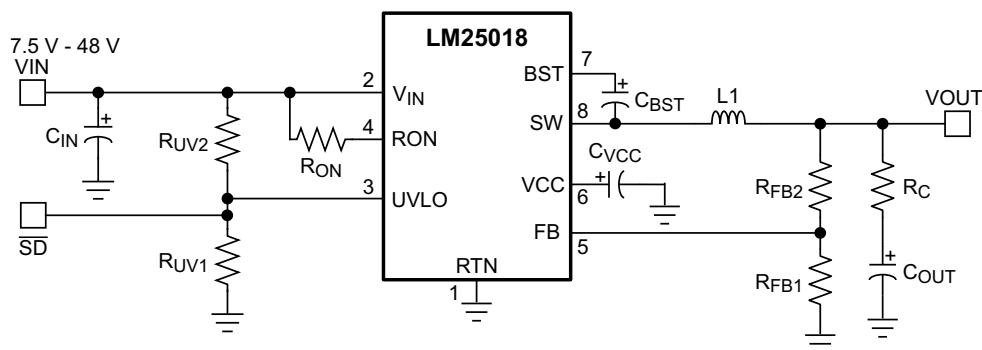 LM25018
7.5 V - 48 V
VIN
2
VIN
BST
7
CBST
L1
VOUT
CIN
RUV2
RON
4
RON
SW
8
CVCC
3
UVLO
VCC
6
RFB2
RC
SD
FB
5
RUV1
RTN
1
RFB1
COUT
+
+
+
+